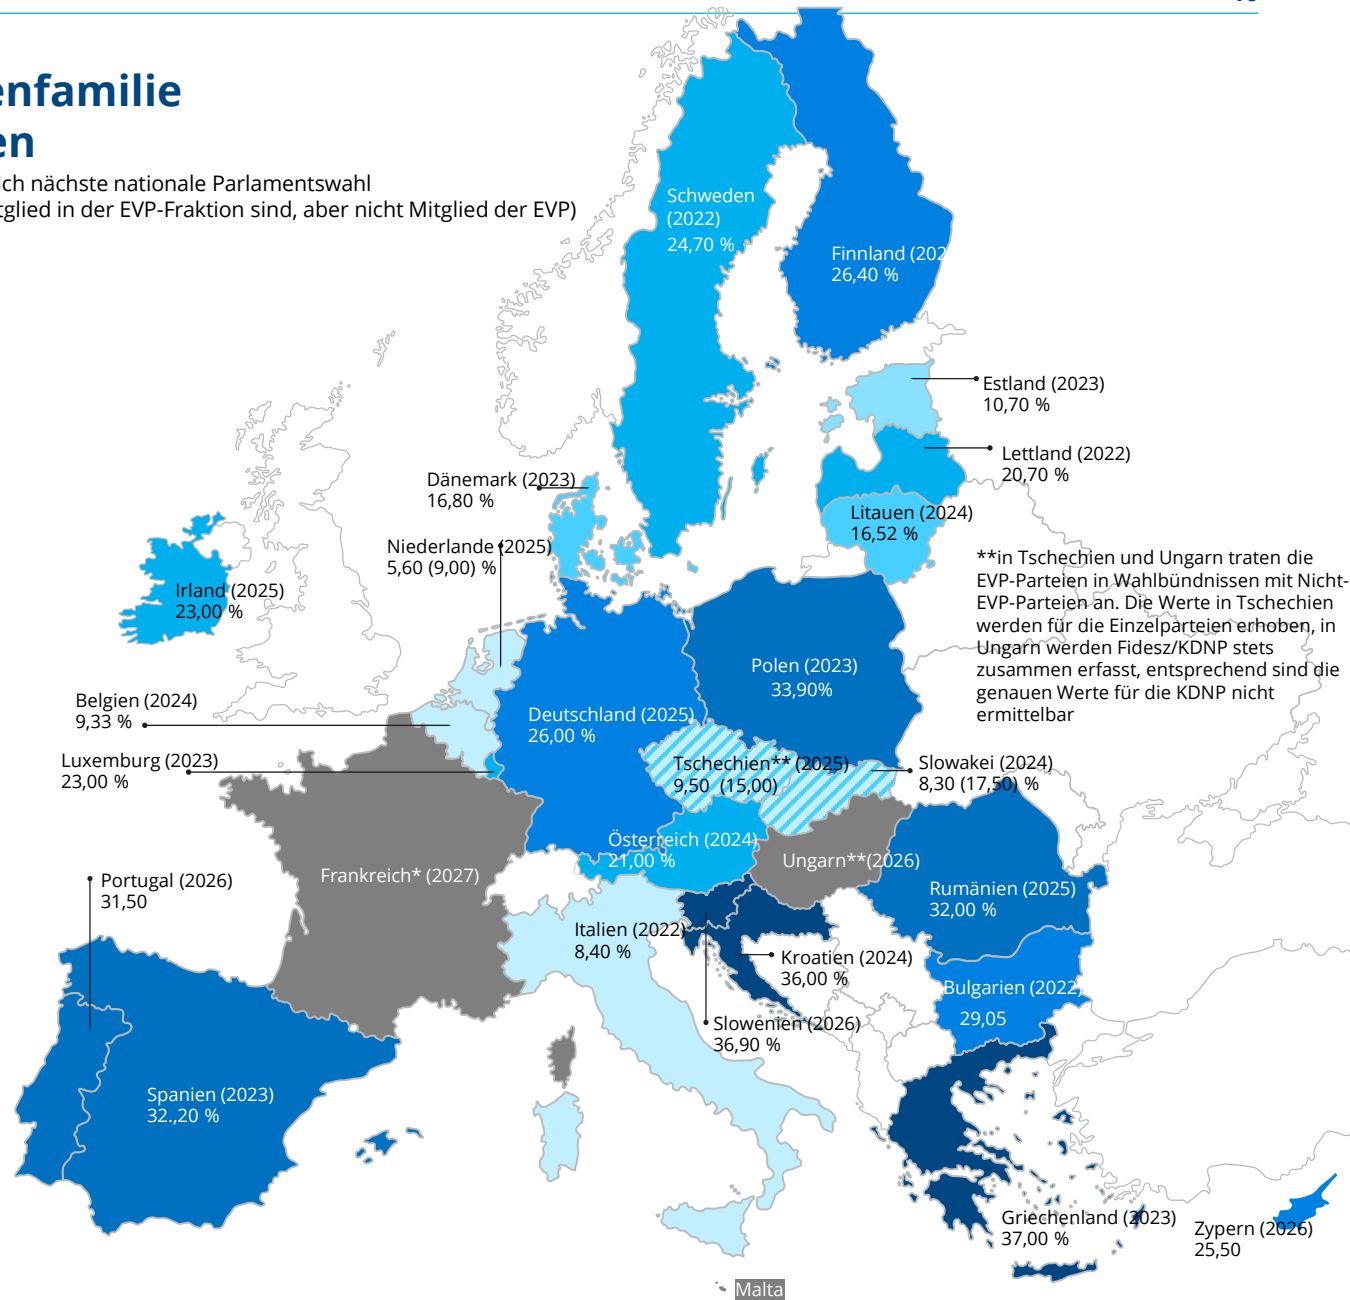 enfamilie
en
ich nächste nationale Parlamentswahl
tglied in der EVP-Fraktion sind, aber nicht Mitglied der EVP)
Schweden
(2022)
24,70 %
Finnland (202
26,40 %
Estland (2023)
10,70 %
Lettland (2022)
20,70 %
Dänemark (2023)
16,80 %
Litauen (2024)
16,52 %
Niederlande (2025)
5,60 (9,00) %
**in Tschechien und Ungarn traten die
EVP-Parteien in Wahlbündnissen mit Nicht-
EVP-Parteien an. Die Werte in Tschechien
werden für die Einzelparteien erhoben, in
Ungarn werden Fidesz/KDNP stets
zusammen erfasst, entsprechend sind die
genauen Werte für die KDNP nicht
ermittelbar
Irland (2025)
23,00 %
Polen (2023)
33,90%
Belgien (2024)
9,33 %
Deutschland (2025)
26,00 %
Luxemburg (2023)
23,00 %
Tschechien** (2025)
9,50 (15,00)
Slowakei (2024)
8,30 (17,50) %
Österreich (2024)
21,00 %
Ungarn**(2026)
Frankreich* (2027)
Portugal (2026)
31,50
Rumänien (2025)
32,00 %
Italien (2022)
8,40 %
Kroatien (2024)
36,00 %
Bulgarien (2022)
29,05
Slowenien (2026)
36,90 %
Spanien (2023)
32.,20 %
Griechenland (2023)
37,00 %
Zypern (2026)
25,50
Malta